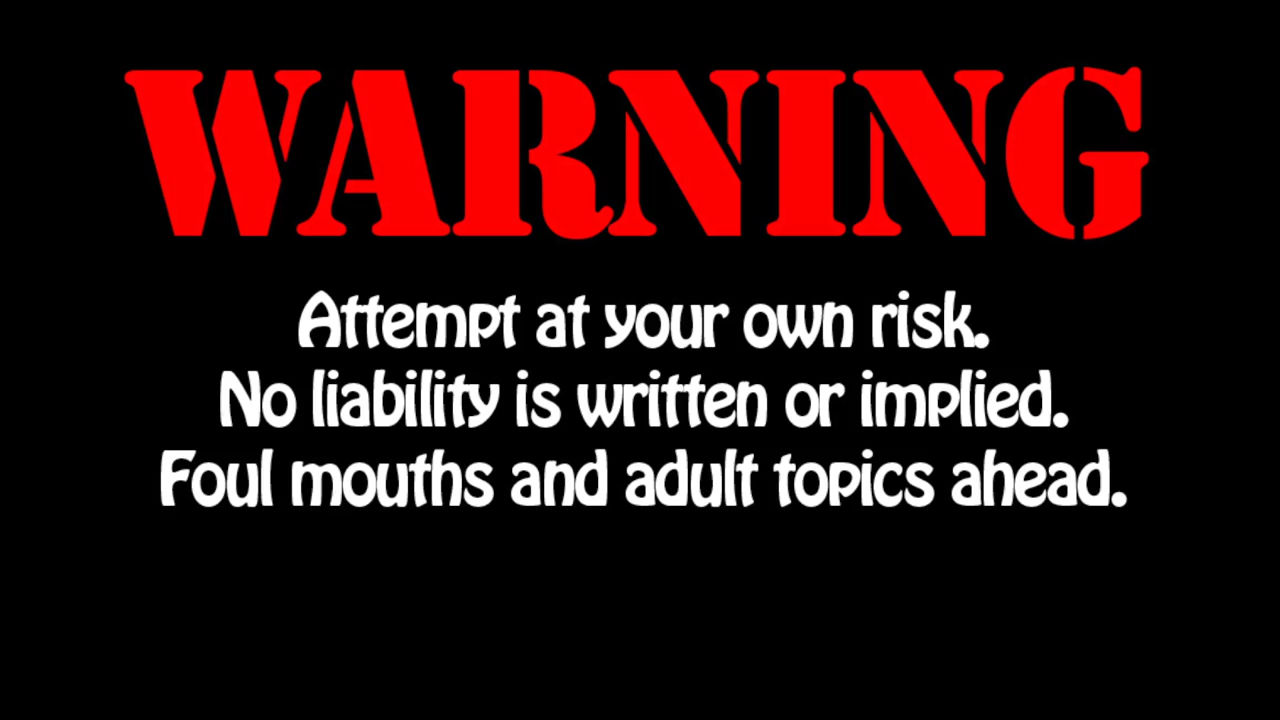 WARNING
Attempt at your own risk.
No liability is written or implied.
Foul mouths and adult topics ahead.